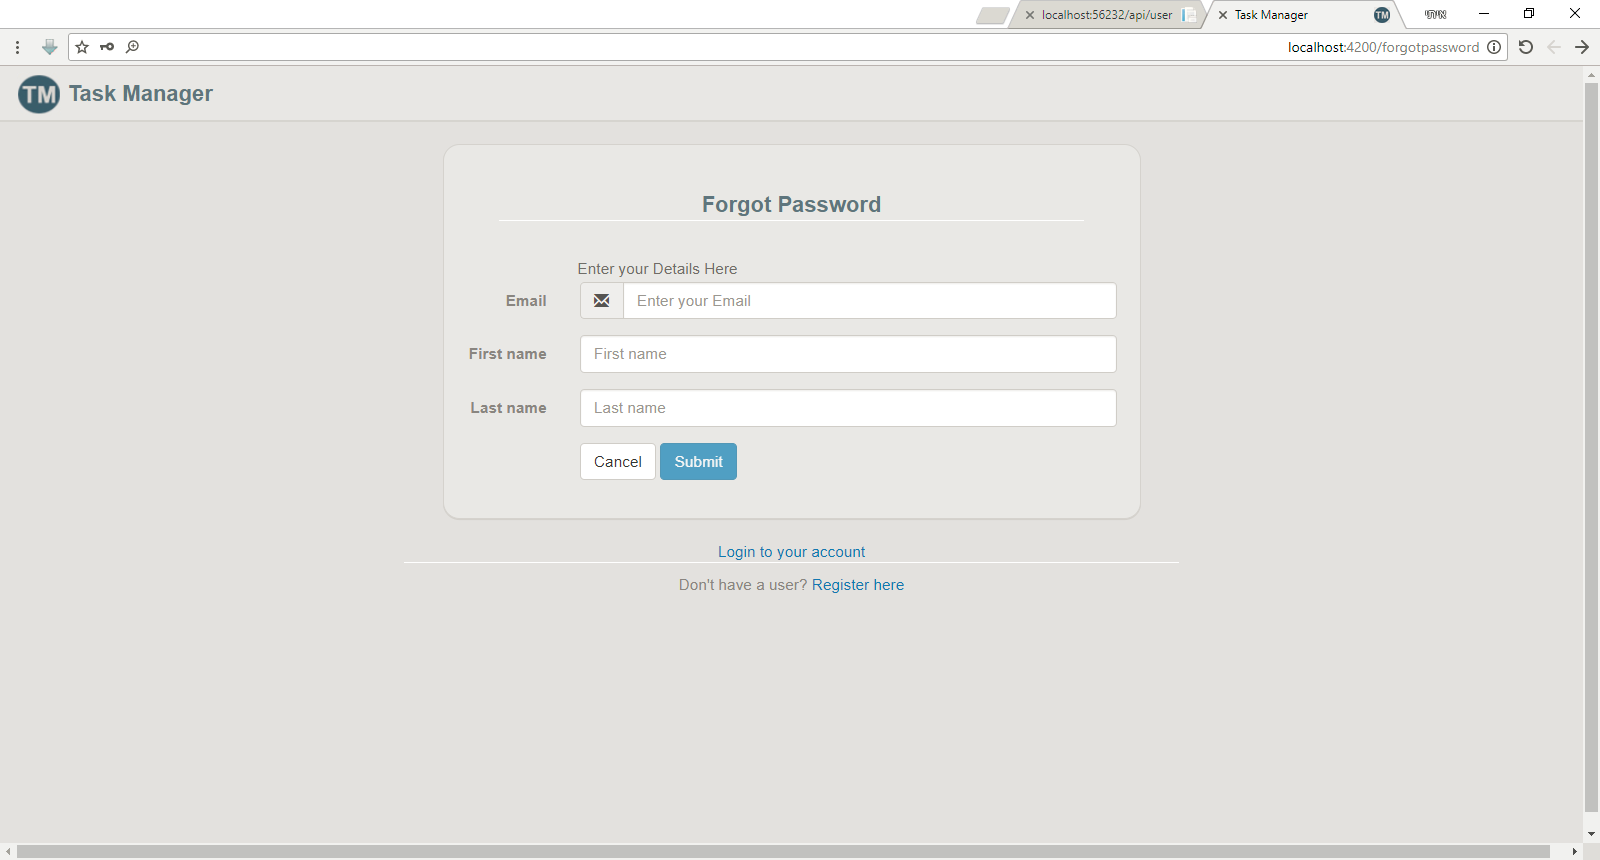 localhost:56232/api/user
Task Manager
localhost:4200/forgotpassword
TM Task Manager
Forgot Password
Enter your Details Here
Email
Enter your Email
First name
First name
Last name
Last name
Cancel
Submit
Login to your account
Don't have a user? Register here